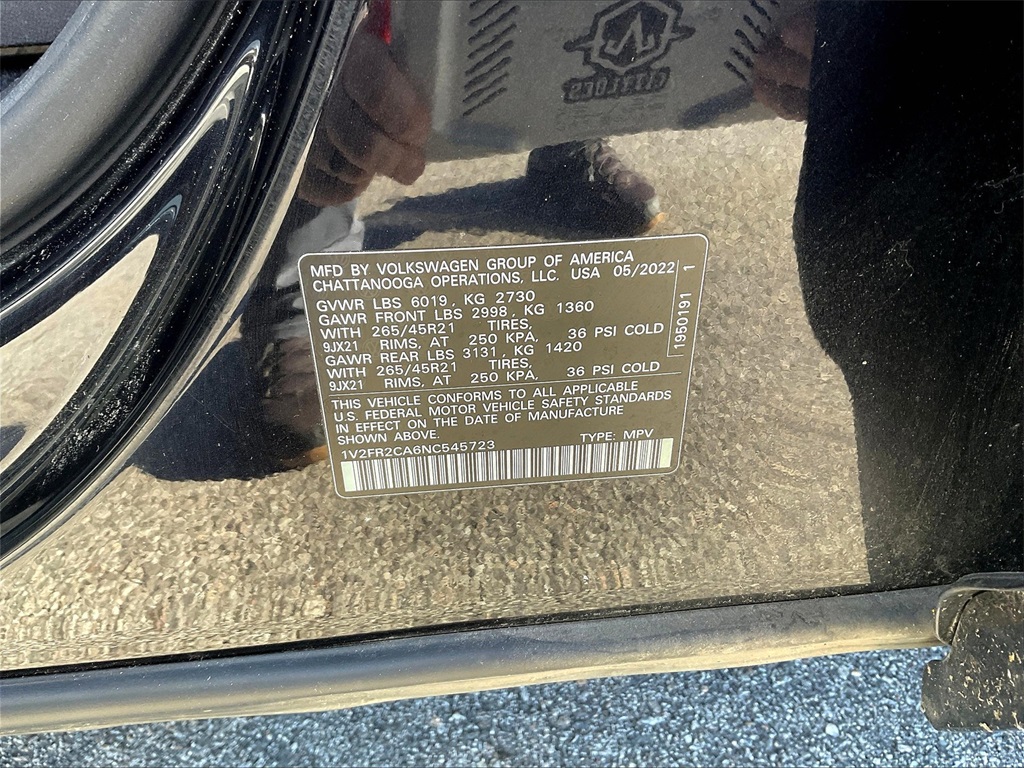 MFD BY VOLKSWAGEN GROUP OF AMERICA
CHATTANOOGA OPERATIONS, LLC. USA 05/2022
GVWR LBS 6019, KG 2730
GAWR FRONT LBS 2998, KG 1360
WITH 265/45R21 TIRES,
9JX21 RIMS, AT 250 KPA, 36 PSI COLD
GAWR REAR LBS 3131, KG 1420
WITH 265/45R21 TIRES,
9JX21 RIMS, AT 250 KPA, 36 PSI COLD
1950191 1
THIS VEHICLE CONFORMS TO ALL APPLICABLE
U.S. FEDERAL MOTOR VEHICLE SAFETY STANDARDS
IN EFFECT ON THE DATE OF MANUFACTURE
SHOWN ABOVE. TYPE: MPV
1V2FR2CA6NC545723